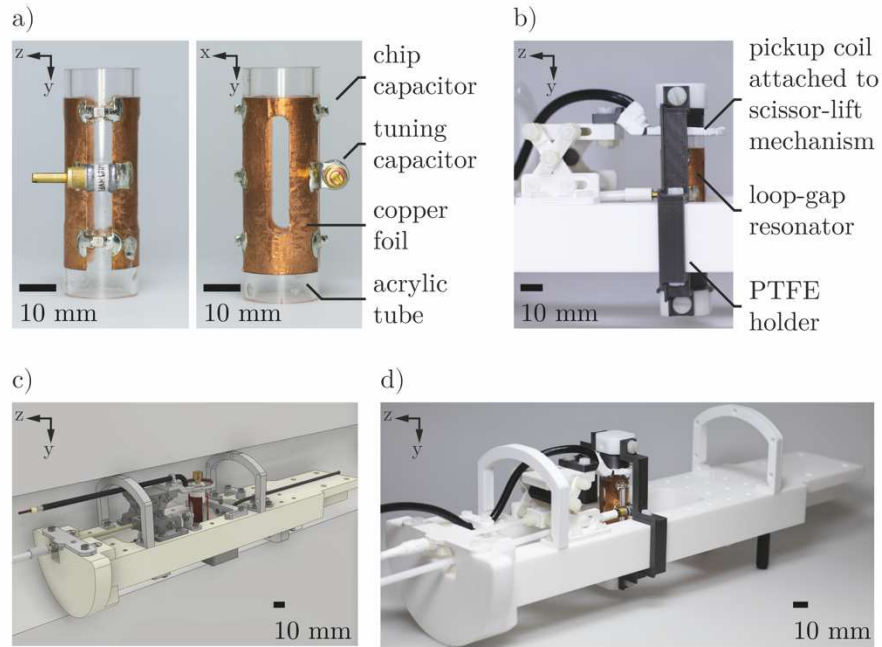 a)
z
y
x
y
10 mm
10 mm
chip
capacitor
tuning
capacitor
copper
foil
acrylic
tube
b)
z
y
10 mm
pickup coil
attached to
scissor-lift
mechanism
loop-gap
resonator
PTFE
holder
c)
z
y
10 mm
d)
z
y
10 mm